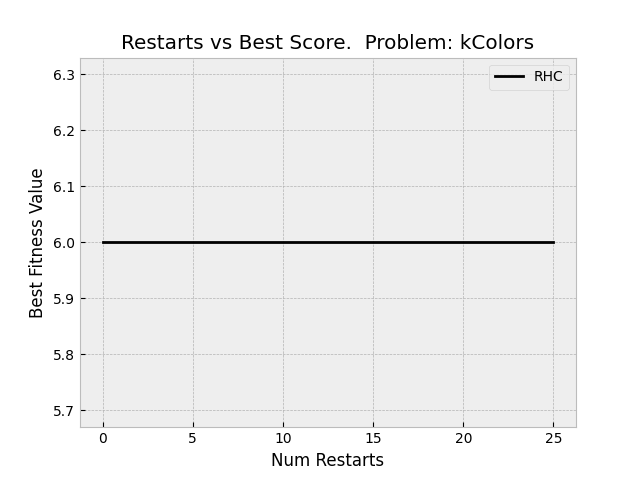 Restarts vs Best Score.  Problem: kColors
RHC
Best Fitness Value
6.3
6.2
6.1
6.0
5.9
5.8
5.7
0 5 10 15 20 25
Num Restarts